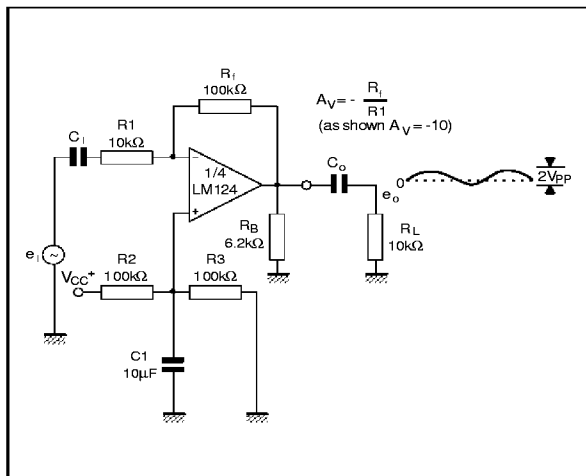 Rf
100kΩ
AV = - Rf
R1
(as shown AV = -10)
CI
R1
10kΩ
1/4
LM124
-
+
Co
0
2VPP
eo
RB
6.2kΩ
RL
10kΩ
eI
VCC+
R2
100kΩ
R3
100kΩ
C1
10µF